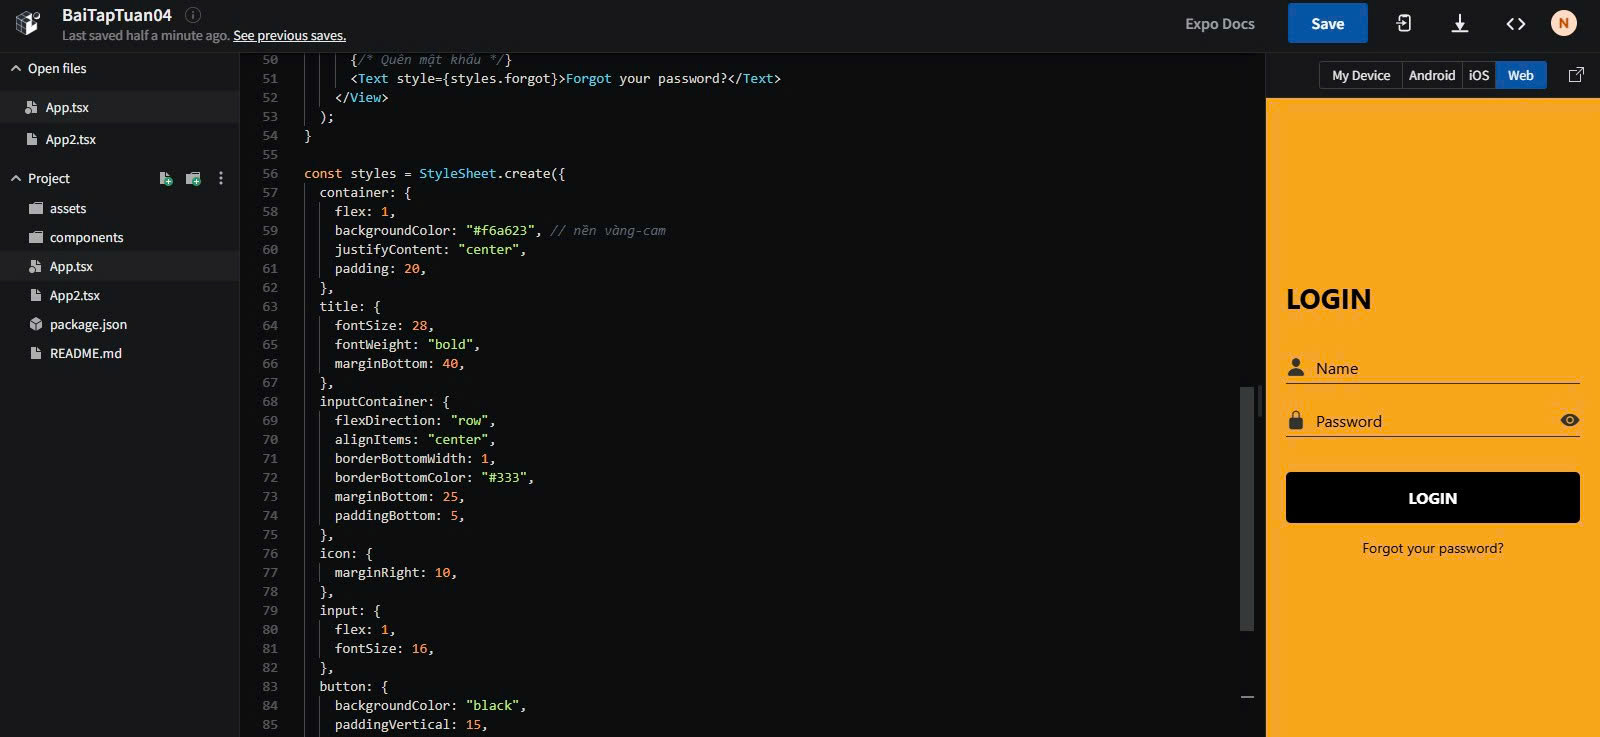 BaiTapTuan04
Last saved half a minute ago. See previous saves.
Expo Docs
Save
N
Open files
App.tsx
App2.tsx
Project
assets
components
App.tsx
App2.tsx
package.json
README.md
50 {/* Quên mật khẩu */}
51 <Text style={styles.forgot}>Forgot your password?</Text>
52 </View>
53 );
54 }
55
56 const styles = StyleSheet.create({
57 container: {
58 flex: 1,
59 backgroundColor: "#f6a623", // nền vàng-cam
60 justifyContent: "center",
61 padding: 20,
62 },
63 title: {
64 fontSize: 28,
65 fontWeight: "bold",
66 marginBottom: 40,
67 },
68 inputContainer: {
69 flexDirection: "row",
70 alignItems: "center",
71 borderBottomWidth: 1,
72 borderBottomColor: "#333",
73 marginBottom: 25,
74 paddingBottom: 5,
75 },
76 icon: {
77 marginRight: 10,
78 },
79 input: {
80 flex: 1,
81 fontSize: 16,
82 },
83 button: {
84 backgroundColor: "black",
85 paddingVertical: 15,
My Device
Android
iOS
Web
LOGIN
Name
Password
LOGIN
Forgot your password?